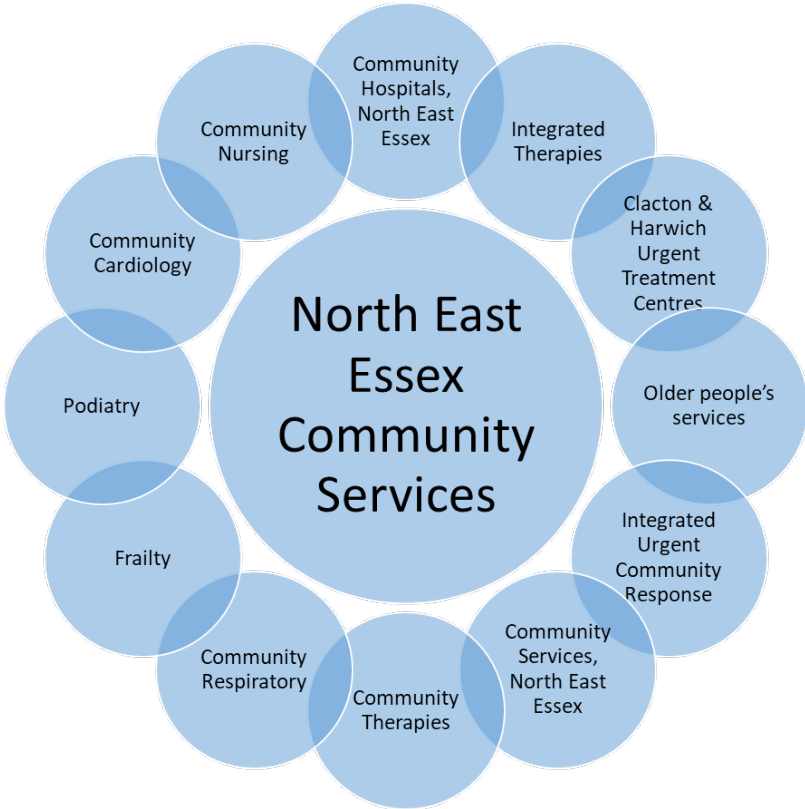 Community
Hospitals,
North East
Essex
Integrated
Therapies
Clacton &
Harwich
Urgent
Treatment
Centres
Older people's
services
Integrated
Urgent
Community
Response
Community
Services,
North East
Essex
Community
Therapies
Community
Respiratory
Frailty
Podiatry
Community
Cardiology
Community
Nursing
North East
Essex
Community
Services